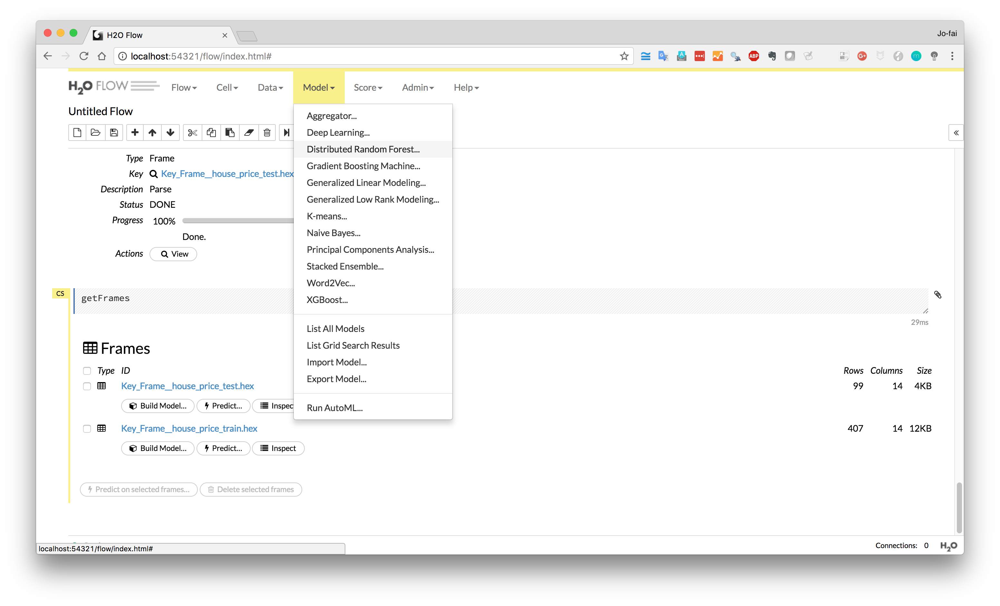 H2O Flow
Jo-fai
localhost:54321/flow/index.html#
H2O FLOW Flow Cell Data Model Score Admin Help
Untitled Flow
Aggregator...
Deep Learning...
Distributed Random Forest...
Gradient Boosting Machine...
Generalized Linear Modeling...
Generalized Low Rank Modeling...
K-means...
Naive Bayes...
Principal Components Analysis...
Stacked Ensemble...
Word2Vec...
XGBoost...
List All Models
List Grid Search Results
Import Model...
Export Model...
Run AutoML...
Type Frame
Key Key_Frame__house_price_test.hex
Description Parse
Status DONE
Progress 100%
Done.
Actions View
CS
getFrames
29ms
Frames
Type ID Rows Columns Size
Key_Frame__house_price_test.hex 99 14 4KB
Build Model... Predict... Inspect
Key_Frame__house_price_train.hex 407 14 12KB
Build Model... Predict... Inspect
Predict on selected frames... Delete selected frames
localhost:54321/flow/index.html#
Connections: 0 H2O
ABP
G+
m